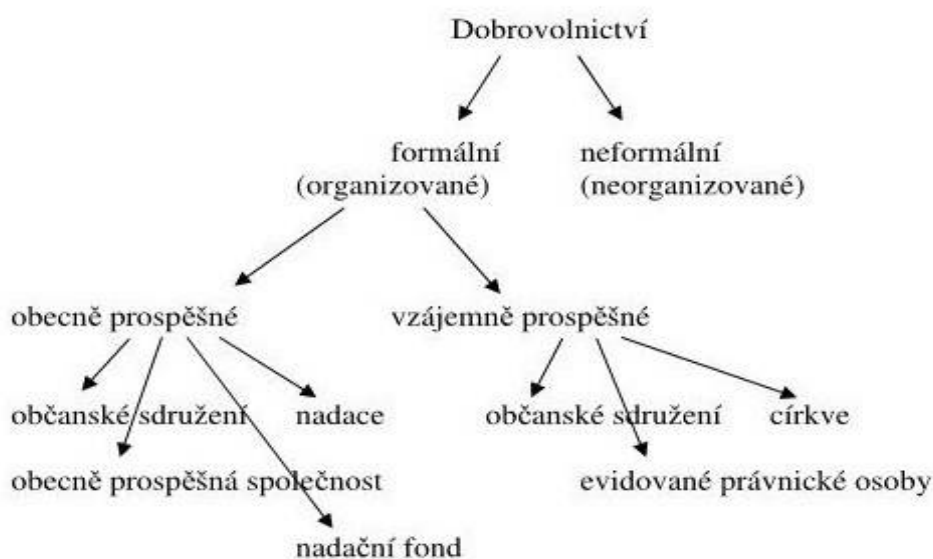 Dobrovolnictví
formální neformální
(organizované) (neorganizované)
obecně prospěšné vzájemně prospěšné
občanské sdružení nadace občanské sdružení církve
obecně prospěšná společnost evidované právnické osoby
nadační fond